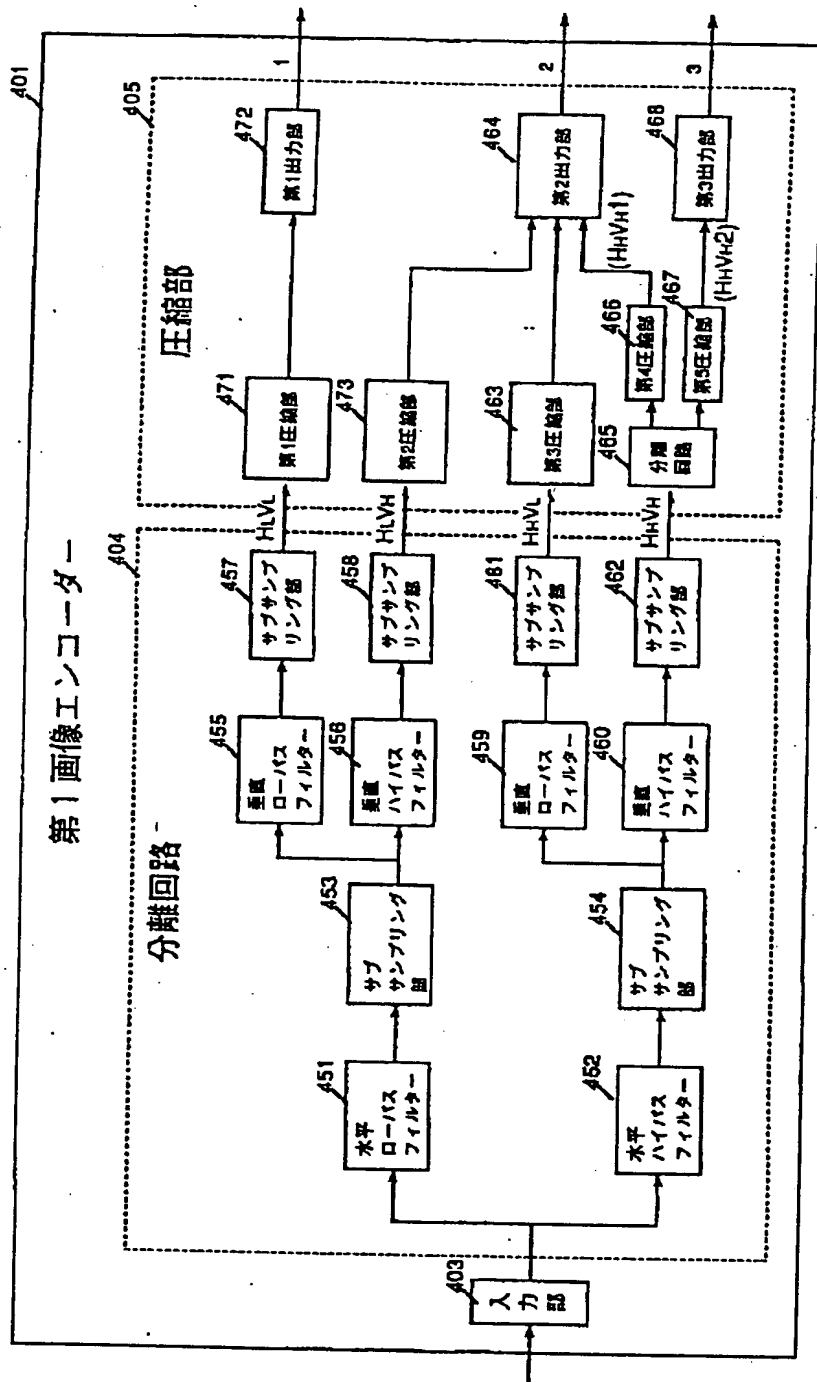 第1画像エンコーダー
401
403
入力部
404
分離回路
451
水平
ローパス
フィルター
452
水平
ハイパス
フィルター
453
サブ
サンプリング
部
454
サブ
サンプリング
部
455
垂直
ローパス
フィルター
456
垂直
ハイパス
フィルター
459
垂直
ローパス
フィルター
460
垂直
ハイパス
フィルター
457
サブサンプ
リング部
458
サブサンプ
リング部
481
サブサンプ
リング部
462
サブサンプ
リング部
HLVL
HLVH
HHVL
HHVH
405
圧縮部
471
第1圧縮部
473
第2圧縮部
463
第3圧縮部
465
分離
回路
466
第4圧縮部
467
第5圧縮部
(HHVH1)
(HHVH2)
472
第1出力部
464
第2出力部
468
第3出力部
1
2
3